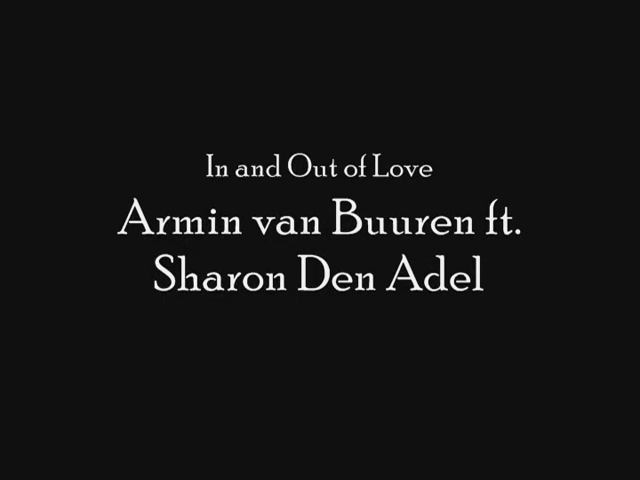 In and Out of Love
Armin van Buuren ft.
Sharon Den Adel